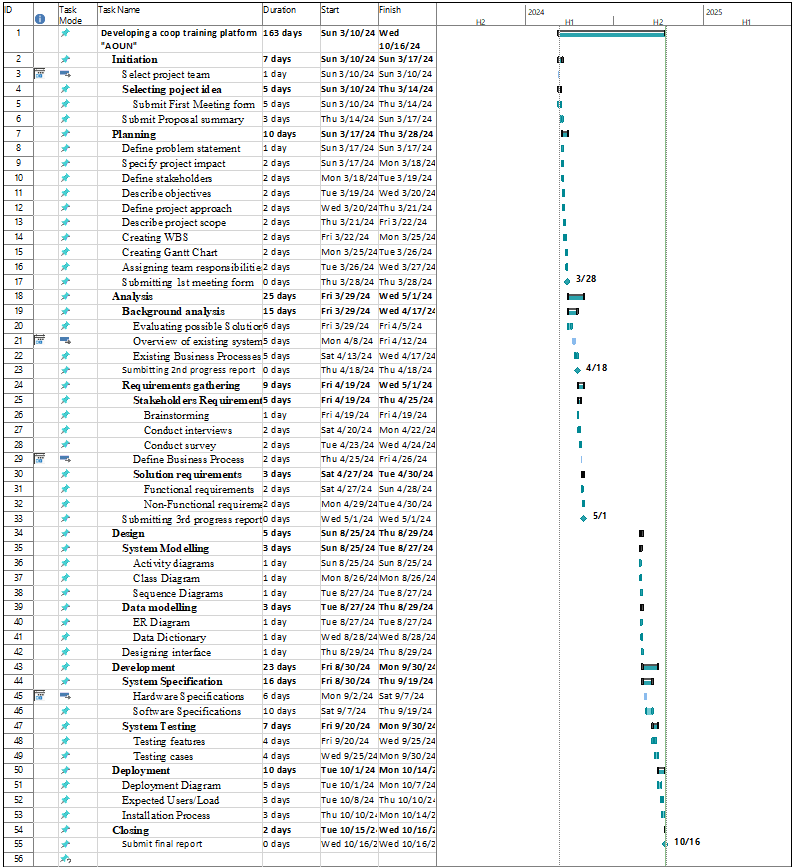 ID Task Mode Task Name Duration Start Finish 2024 2025
H2 H1 H2 H1
1 Developing a coop training platform "AOUN" 163 days Sun 3/10/24 Wed 10/16/24
2 Initiation 7 days Sun 3/10/24 Sun 3/17/24
3 Select project team 1 day Sun 3/10/24 Sun 3/10/24
4 Selecting poject idea 5 days Sun 3/10/24 Thu 3/14/24
5 Submit First Meeting form 5 days Sun 3/10/24 Thu 3/14/24
6 Submit Proposal summary 3 days Thu 3/14/24 Sun 3/17/24
7 Planning 10 days Sun 3/17/24 Thu 3/28/24
8 Define problem statement 1 day Sun 3/17/24 Sun 3/17/24
9 Specify project impact 2 days Sun 3/17/24 Mon 3/18/24
10 Define stakeholders 2 days Mon 3/18/24 Tue 3/19/24
11 Describe objectives 2 days Tue 3/19/24 Wed 3/20/24
12 Define project approach 2 days Wed 3/20/24 Thu 3/21/24
13 Describe project scope 2 days Thu 3/21/24 Fri 3/22/24
14 Creating WBS 2 days Fri 3/22/24 Mon 3/25/24
15 Creating Gantt Chart 2 days Mon 3/25/24 Tue 3/26/24
16 Assigning team responsibilitie 2 days Tue 3/26/24 Wed 3/27/24
17 Submitting 1st meeting form 0 days Thu 3/28/24 Thu 3/28/24 3/28
18 Analysis 25 days Fri 3/29/24 Wed 5/1/24
19 Background analysis 15 days Fri 3/29/24 Wed 4/17/24
20 Evaluating possible Solution 6 days Fri 3/29/24 Fri 4/5/24
21 Overview of existing system 5 days Mon 4/8/24 Fri 4/12/24
22 Existing Business Processes 5 days Sat 4/13/24 Wed 4/17/24
23 Sumbitting 2nd progress report 0 days Thu 4/18/24 Thu 4/18/24 4/18
24 Requirements gathering 9 days Fri 4/19/24 Wed 5/1/24
25 Stakeholders Requirement 5 days Fri 4/19/24 Thu 4/25/24
26 Brainstorming 1 day Fri 4/19/24 Fri 4/19/24
27 Conduct interviews 2 days Sat 4/20/24 Mon 4/22/24
28 Conduct survey 2 days Tue 4/23/24 Wed 4/24/24
29 Define Business Process 2 days Thu 4/25/24 Fri 4/26/24
30 Solution requirements 3 days Sat 4/27/24 Tue 4/30/24
31 Functional requirements 2 days Sat 4/27/24 Sun 4/28/24
32 Non-Functional requirem 2 days Mon 4/29/24 Tue 4/30/24
33 Submitting 3rd progress report 0 days Wed 5/1/24 Wed 5/1/24 5/1
34 Design 5 days Sun 8/25/24 Thu 8/29/24
35 System Modelling 3 days Sun 8/25/24 Tue 8/27/24
36 Activity diagrams 1 day Sun 8/25/24 Sun 8/25/24
37 Class Diagram 1 day Mon 8/26/24 Mon 8/26/24
38 Sequence Diagrams 1 day Tue 8/27/24 Tue 8/27/24
39 Data modelling 3 days Tue 8/27/24 Thu 8/29/24
40 ER Diagram 1 day Tue 8/27/24 Tue 8/27/24
41 Data Dictionary 1 day Wed 8/28/24 Wed 8/28/24
42 Designing interface 1 day Thu 8/29/24 Thu 8/29/24
43 Development 23 days Fri 8/30/24 Mon 9/30/24
44 System Specification 16 days Fri 8/30/24 Thu 9/19/24
45 Hardware Specifications 6 days Mon 9/2/24 Sat 9/7/24
46 Software Specifications 10 days Sat 9/7/24 Thu 9/19/24
47 System Testing 7 days Fri 9/20/24 Mon 9/30/24
48 Testing features 4 days Fri 9/20/24 Wed 9/25/24
49 Testing cases 4 days Wed 9/25/24 Mon 9/30/24
50 Deployment 10 days Tue 10/1/24 Mon 10/14/2
51 Deployment Diagram 5 days Tue 10/1/24 Mon 10/7/24
52 Expected Users/Load 3 days Tue 10/8/24 Thu 10/10/2
53 Installation Process 3 days Thu 10/10/2 Mon 10/14/2
54 Closing 2 days Tue 10/15/2 Wed 10/16/2
55 Submit final report 0 days Wed 10/16/2 Wed 10/16/2 10/16
56